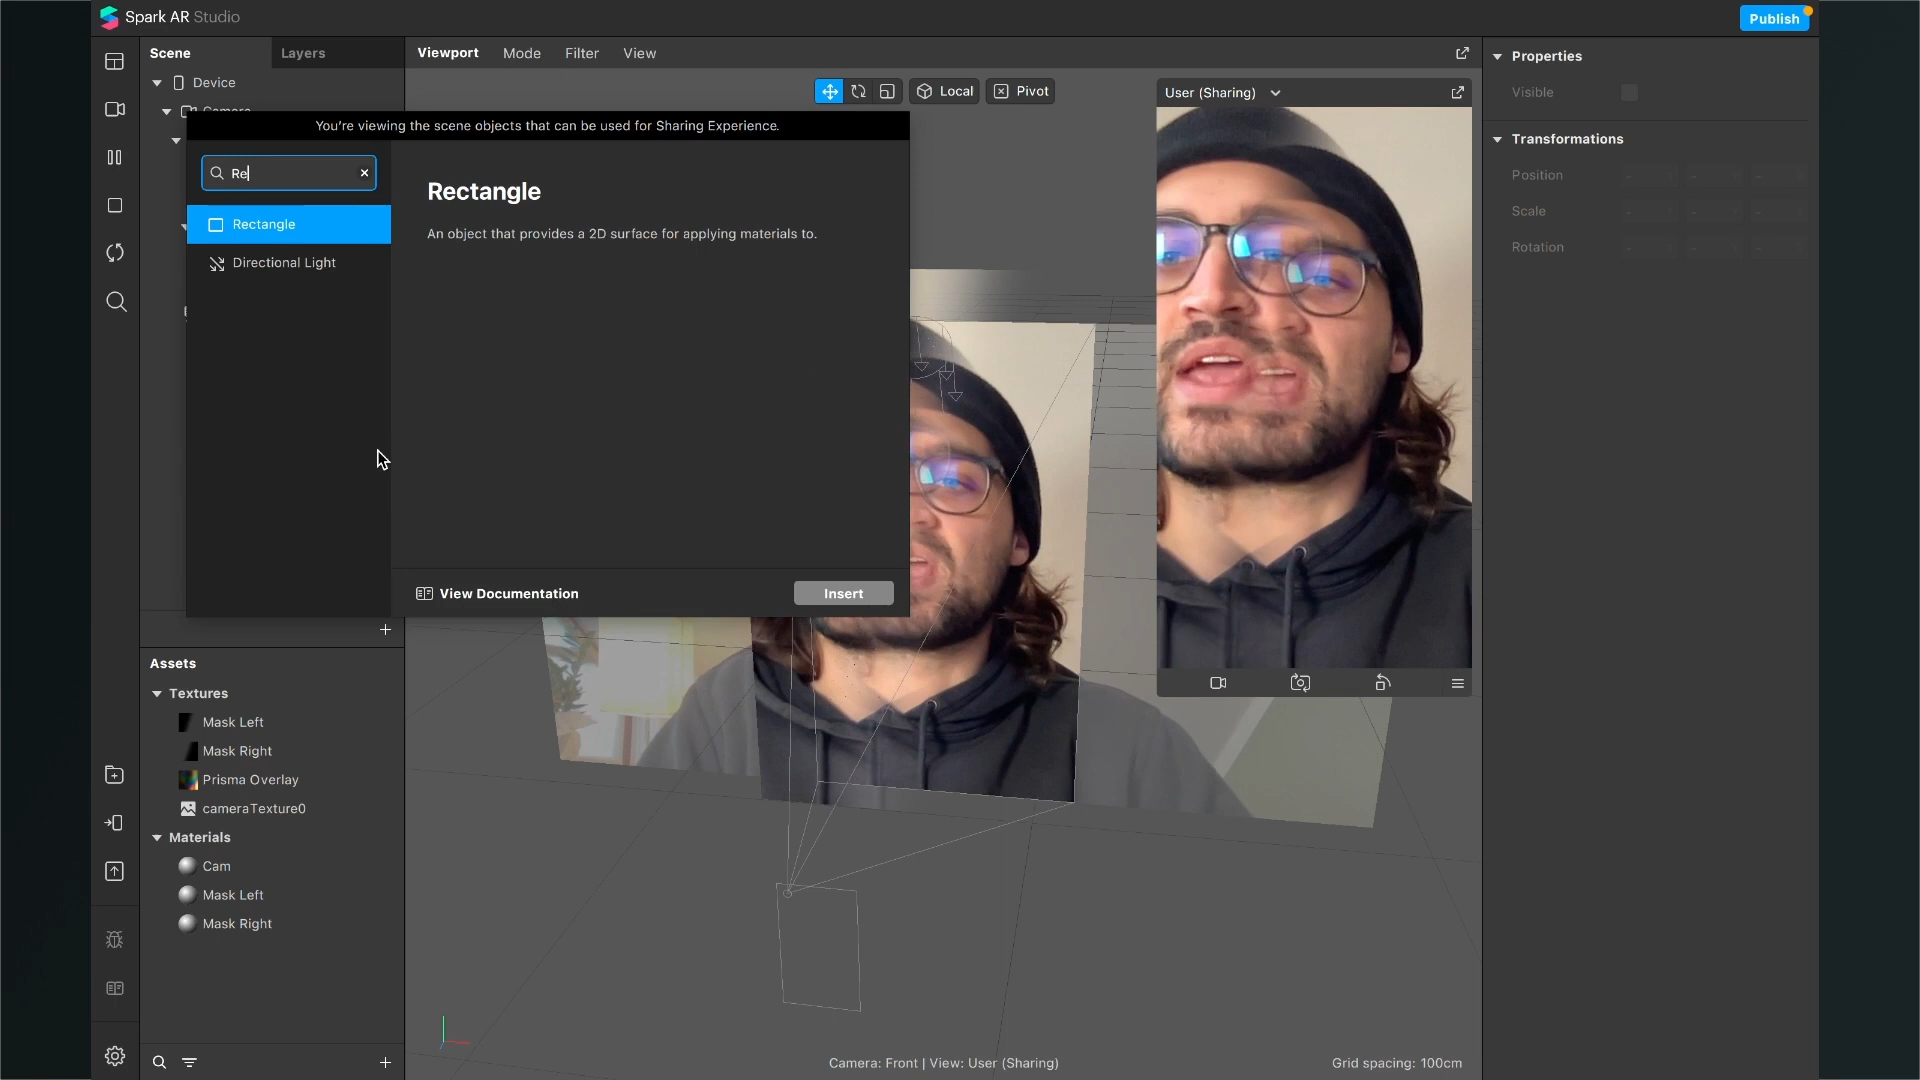 Spark AR Studio
Publish
Scene
Layers
Viewport
Mode
Filter
View
Properties
Device
Camera
Local
Pivot
User (Sharing)
Visible
You're viewing the scene objects that can be used for Sharing Experience.
Transformations
Re
Rectangle
Position
Scale
Rotation
Rectangle
An object that provides a 2D surface for applying materials to.
Directional Light
View Documentation
Insert
Assets
Textures
Mask Left
Mask Right
Prisma Overlay
cameraTexture0
Materials
Cam
Mask Left
Mask Right
Camera: Front | View: User (Sharing)
Grid spacing: 100cm